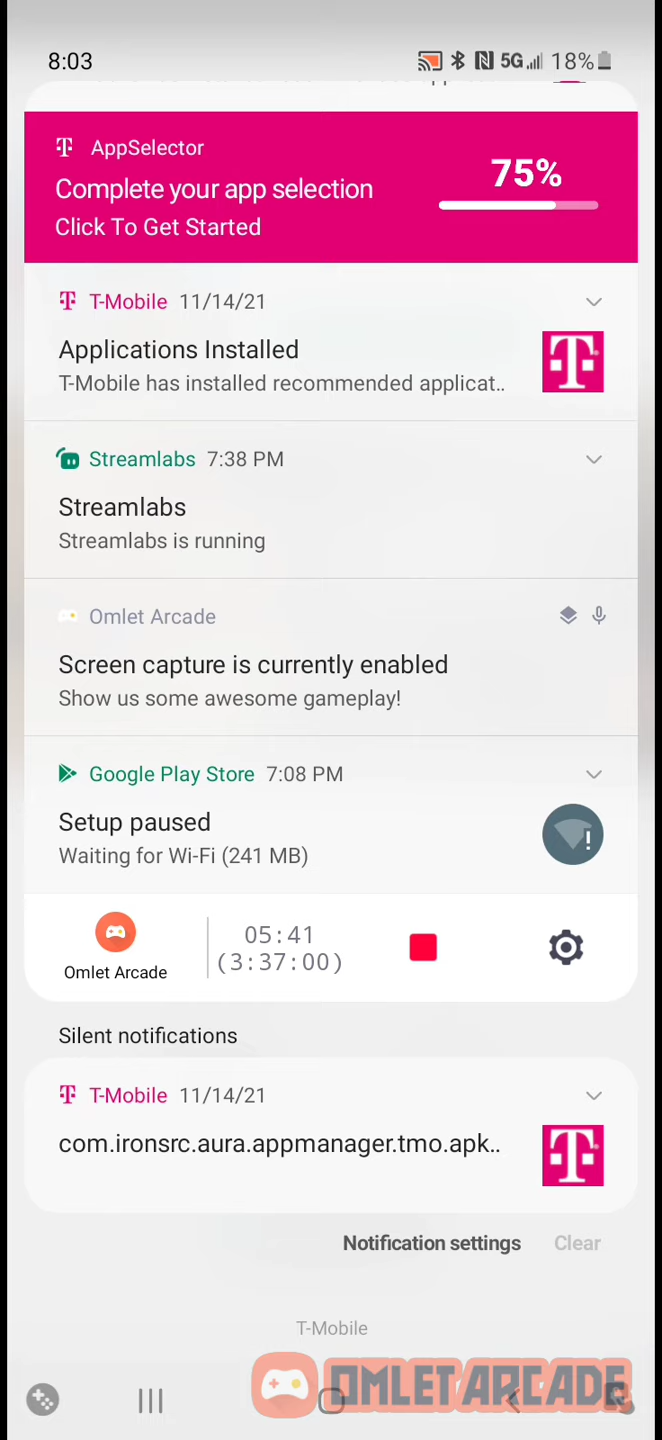 8:03
5G 18%
AppSelector
Complete your app selection
Click To Get Started
75%
T-Mobile 11/14/21
Applications Installed
T-Mobile has installed recommended applicat..
Streamlabs 7:38 PM
Streamlabs
Streamlabs is running
Omlet Arcade
Screen capture is currently enabled
Show us some awesome gameplay!
Google Play Store 7:08 PM
Setup paused
Waiting for Wi-Fi (241 MB)
Omlet Arcade
05:41
(3:37:00)
Silent notifications
T-Mobile 11/14/21
com.ironsrc.aura.appmanager.tmo.apk..
Notification settings Clear
T-Mobile
OMLET ARCADE